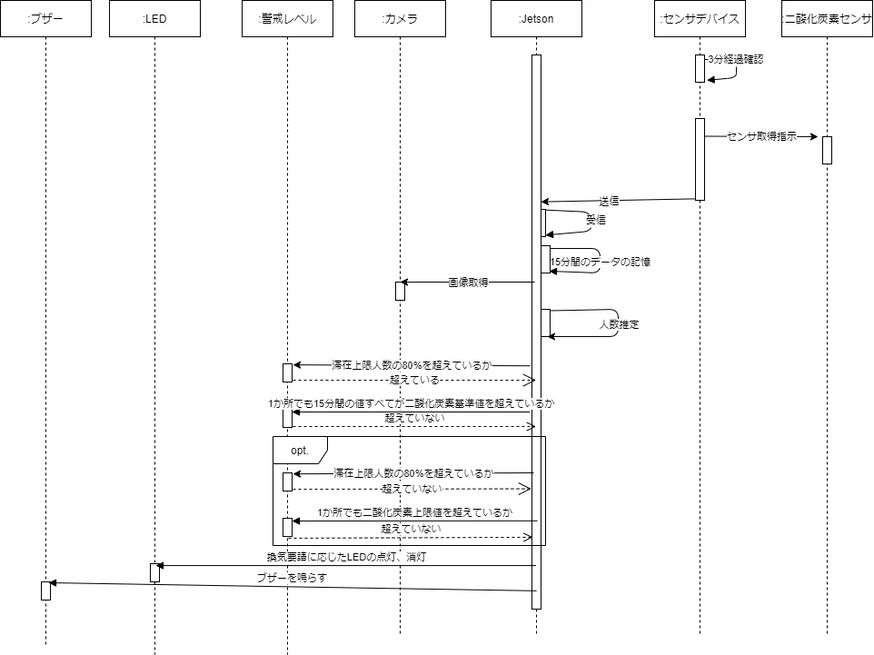 :ブザー
:LED
:警戒レベル
:カメラ
:Jetson
:センサデバイス
:二酸化炭素センサ
3分経過確認
センサ取得指示
送信
受信
15分間のデータの記憶
画像取得
人数推定
滞在上限人数の80%を超えているか
超えている
1か所でも15分間の値すべてが二酸化炭素基準値を超えているか
超えていない
opt.
滞在上限人数の80%を超えているか
超えていない
1か所でも二酸化炭素上限値を超えているか
超えていない
換気要請に応じたLEDの点灯、消灯
ブザーを鳴らす